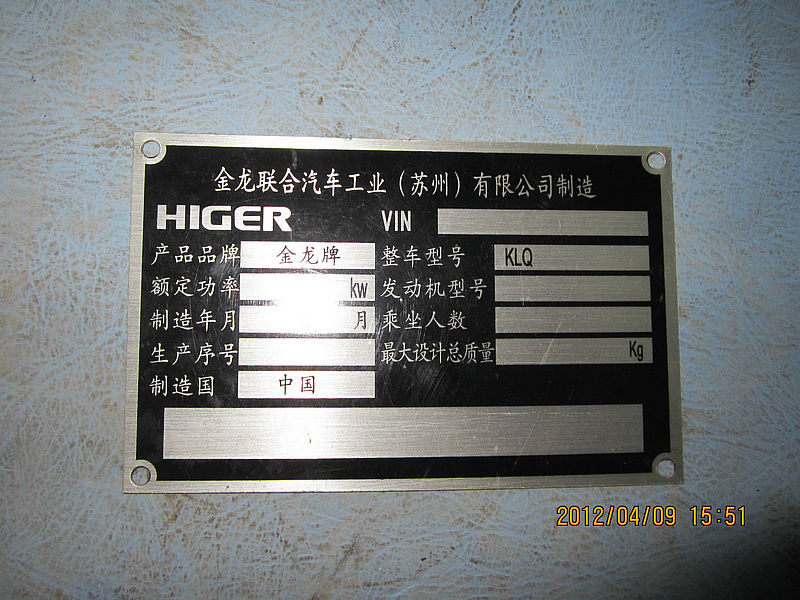 金龙联合汽车工业（苏州）有限公司制造
HIGER VIN
产品品牌 金龙牌 整车型号 KLQ
额定功率 kw 发动机型号
制造年月 月 乘坐人数
生产序号 最大设计总质量 Kg
制造国 中国
2012/04/09 15:51